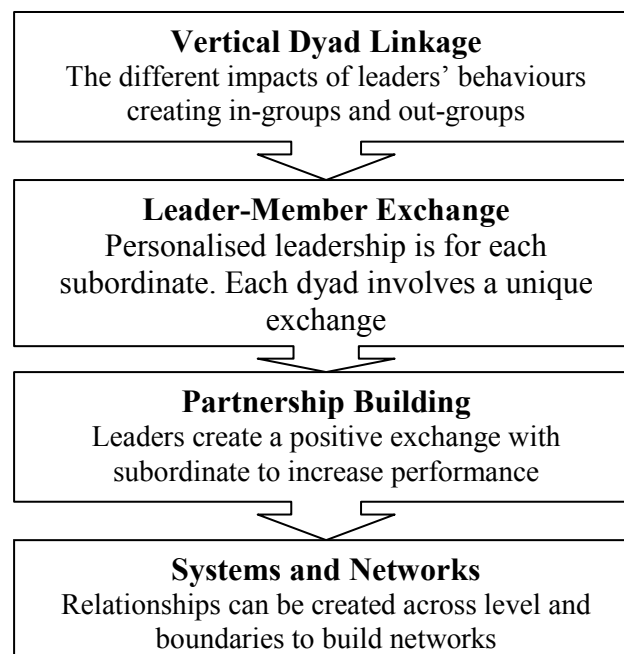 Vertical Dyad Linkage
The different impacts of leaders’ behaviours
creating in-groups and out-groups
Leader-Member Exchange
Personalised leadership is for each
subordinate. Each dyad involves a unique
exchange
Partnership Building
Leaders create a positive exchange with
subordinate to increase performance
Systems and Networks
Relationships can be created across level and
boundaries to build networks